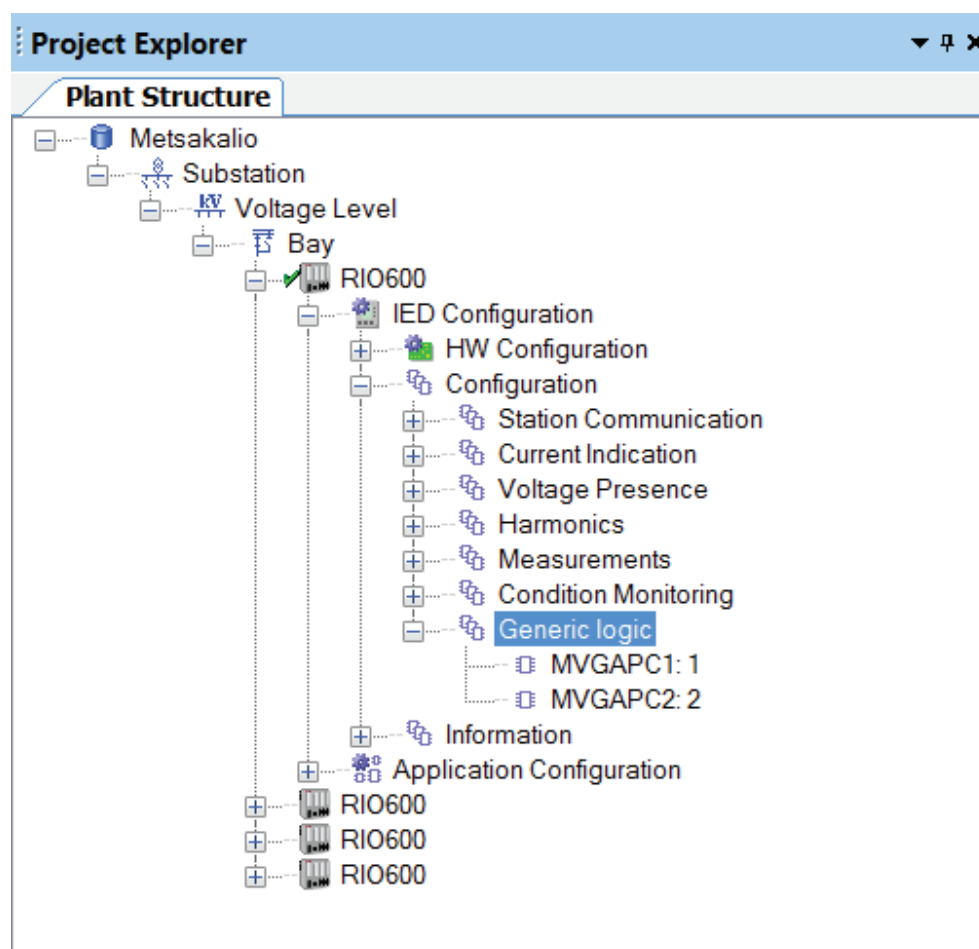 Project Explorer
Plant Structure
Metsakalio
Substation
kV Voltage Level
Bay
RIO600
IED Configuration
HW Configuration
Configuration
Station Communication
Current Indication
Voltage Presence
Harmonics
Measurements
Condition Monitoring
Generic logic
MVGAPC1: 1
MVGAPC2: 2
Information
Application Configuration
RIO600
RIO600
RIO600